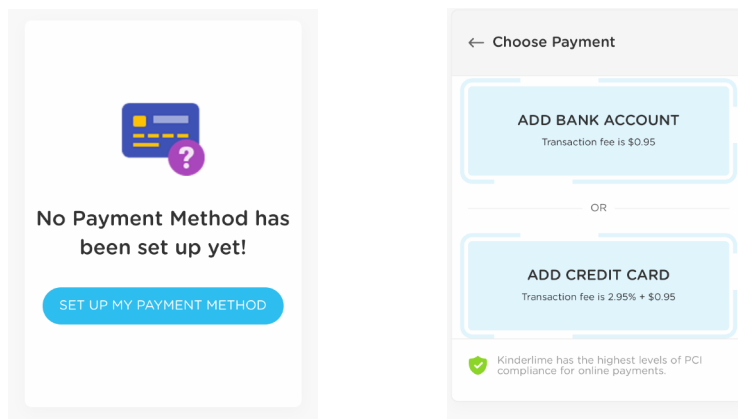 No Payment Method has
been set up yet!
SET UP MY PAYMENT METHOD
← Choose Payment
ADD BANK ACCOUNT
Transaction fee is $0.95
OR
ADD CREDIT CARD
Transaction fee is 2.95% + $0.95
Kinderlime has the highest levels of PCI
compliance for online payments.